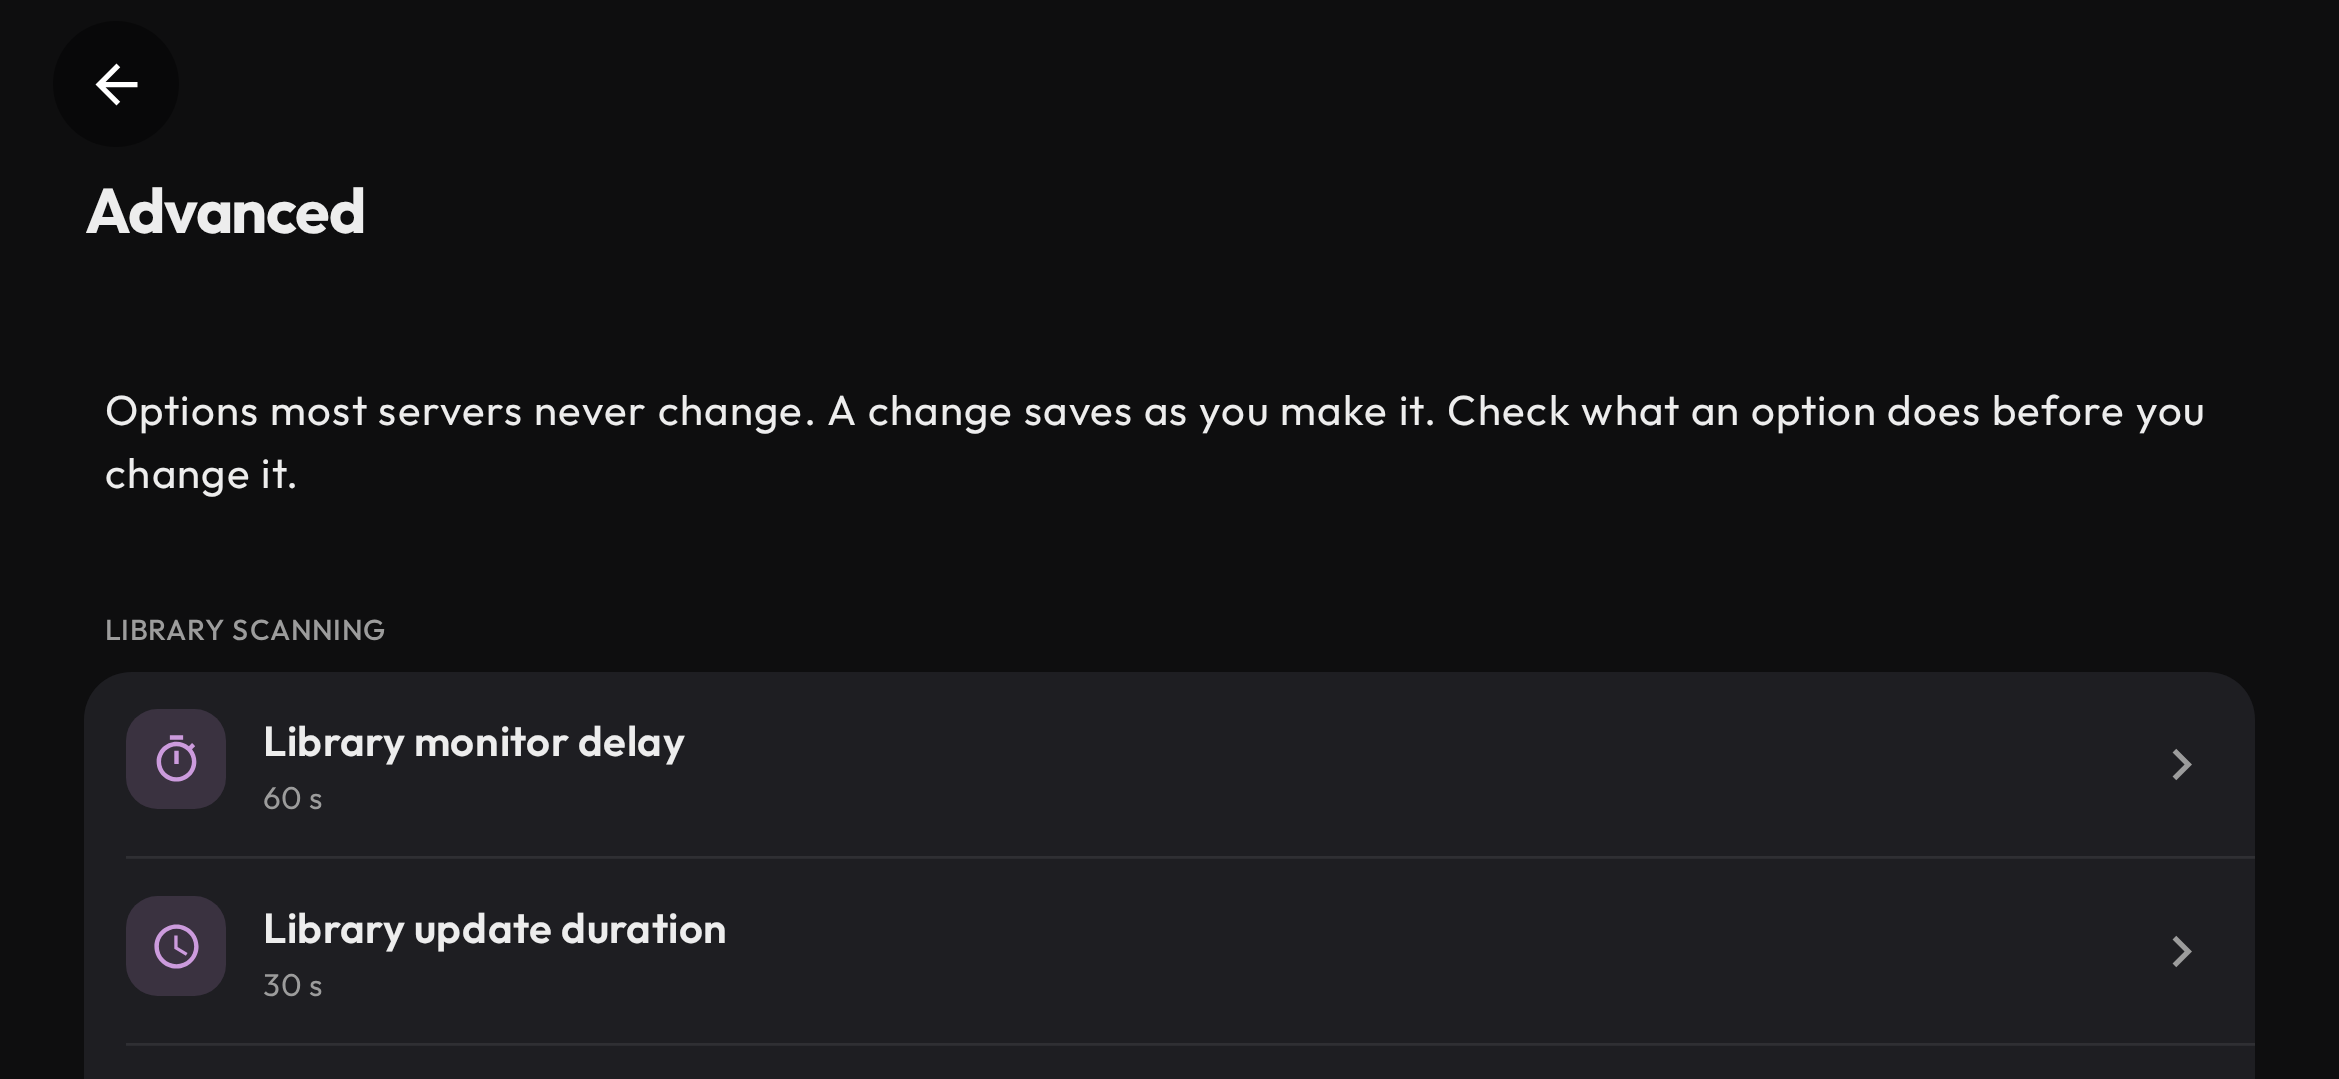 Advanced
Options most servers never change. A change saves as you make it. Check what an option does before you
change it.
LIBRARY SCANNING
Library monitor delay
60 s
Library update duration
30 s